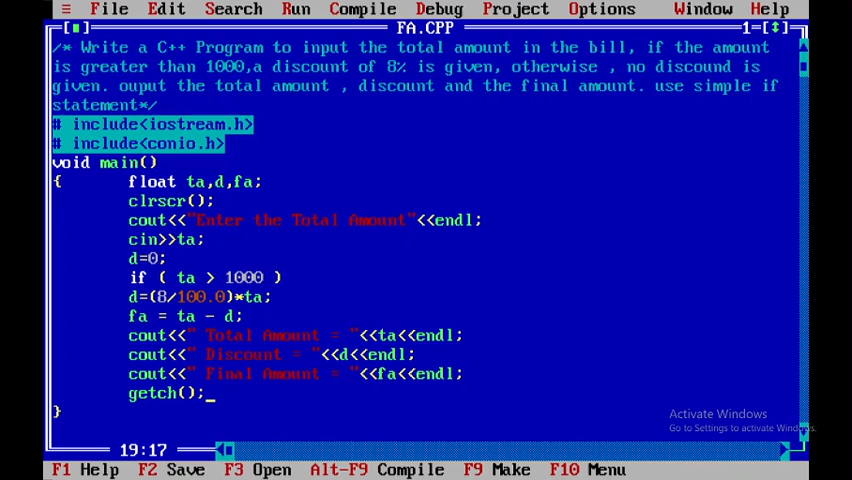 ≡ File Edit Search Run Compile Debug Project Options Window Help
[■] FA.CPP 1=[↕]
/* Write a C++ Program to input the total amount in the bill, if the amount
is greater than 1000,a discount of 8% is given, otherwise , no discound is
given. ouput the total amount , discount and the final amount. use simple if
statement*/
# include<iostream.h>
# include<conio.h>
void main()
{ float ta,d,fa;
clrscr();
cout<<"Enter the Total Amount"<<endl;
cin>>ta;
d=0;
if ( ta > 1000 )
d=(8/100.0)*ta;
fa = ta - d;
cout<<" Total Amount = "<<ta<<endl;
cout<<" Discount = "<<d<<endl;
cout<<" Final Amount = "<<fa<<endl;
getch();_
}
Activate Windows
Go to Settings to activate Windows.
19:17
F1 Help F2 Save F3 Open Alt-F9 Compile F9 Make F10 Menu